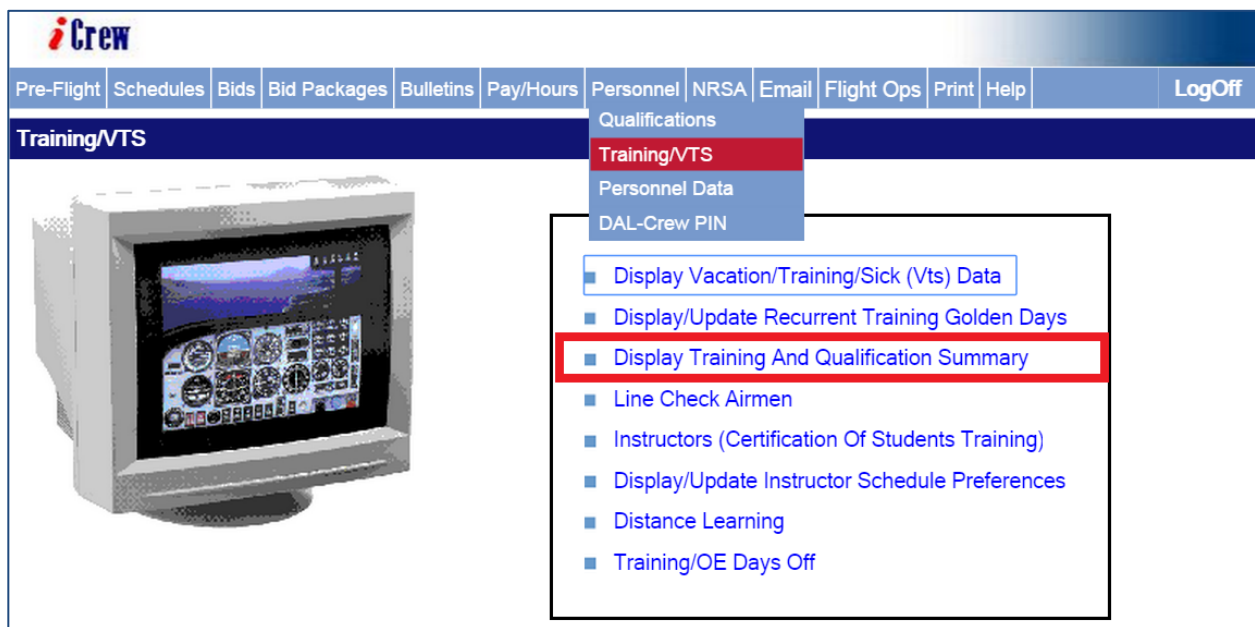 i Crew
Pre-Flight Schedules Bids Bid Packages Bulletins Pay/Hours Personnel NRSA Email Flight Ops Print Help LogOff
Training/VTS
Qualifications
Training/VTS
Personnel Data
DAL-Crew PIN
Display Vacation/Training/Sick (Vts) Data
Display/Update Recurrent Training Golden Days
Display Training And Qualification Summary
Line Check Airmen
Instructors (Certification Of Students Training)
Display/Update Instructor Schedule Preferences
Distance Learning
Training/OE Days Off